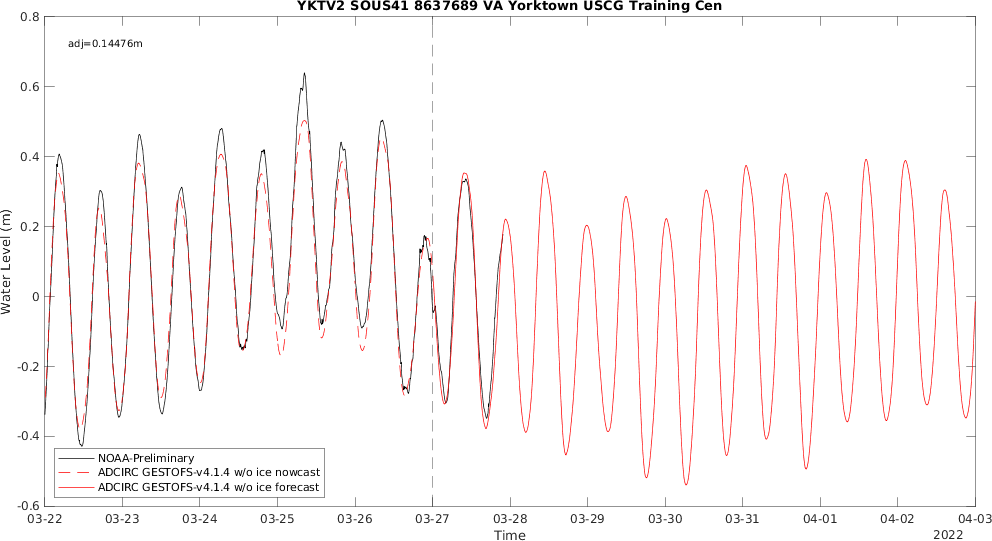 YKTV2 SOUS41 8637689 VA Yorktown USCG Training Cen
adj=0.14476m
0.8
0.6
0.4
0.2
0
-0.2
-0.4
-0.6
Water Level (m)
NOAA-Preliminary
ADCIRC GESTOFS-v4.1.4 w/o ice nowcast
ADCIRC GESTOFS-v4.1.4 w/o ice forecast
03-22 03-23 03-24 03-25 03-26 03-27 03-28 03-29 03-30 03-31 04-01 04-02 04-03
Time
2022